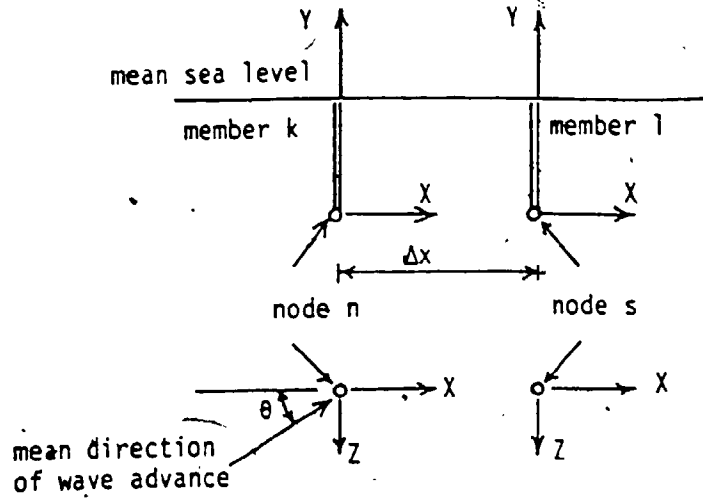 Y Y
mean sea level
member k member l
X X
Δx
node n node s
X X
θ
Z Z
mean direction
of wave advance